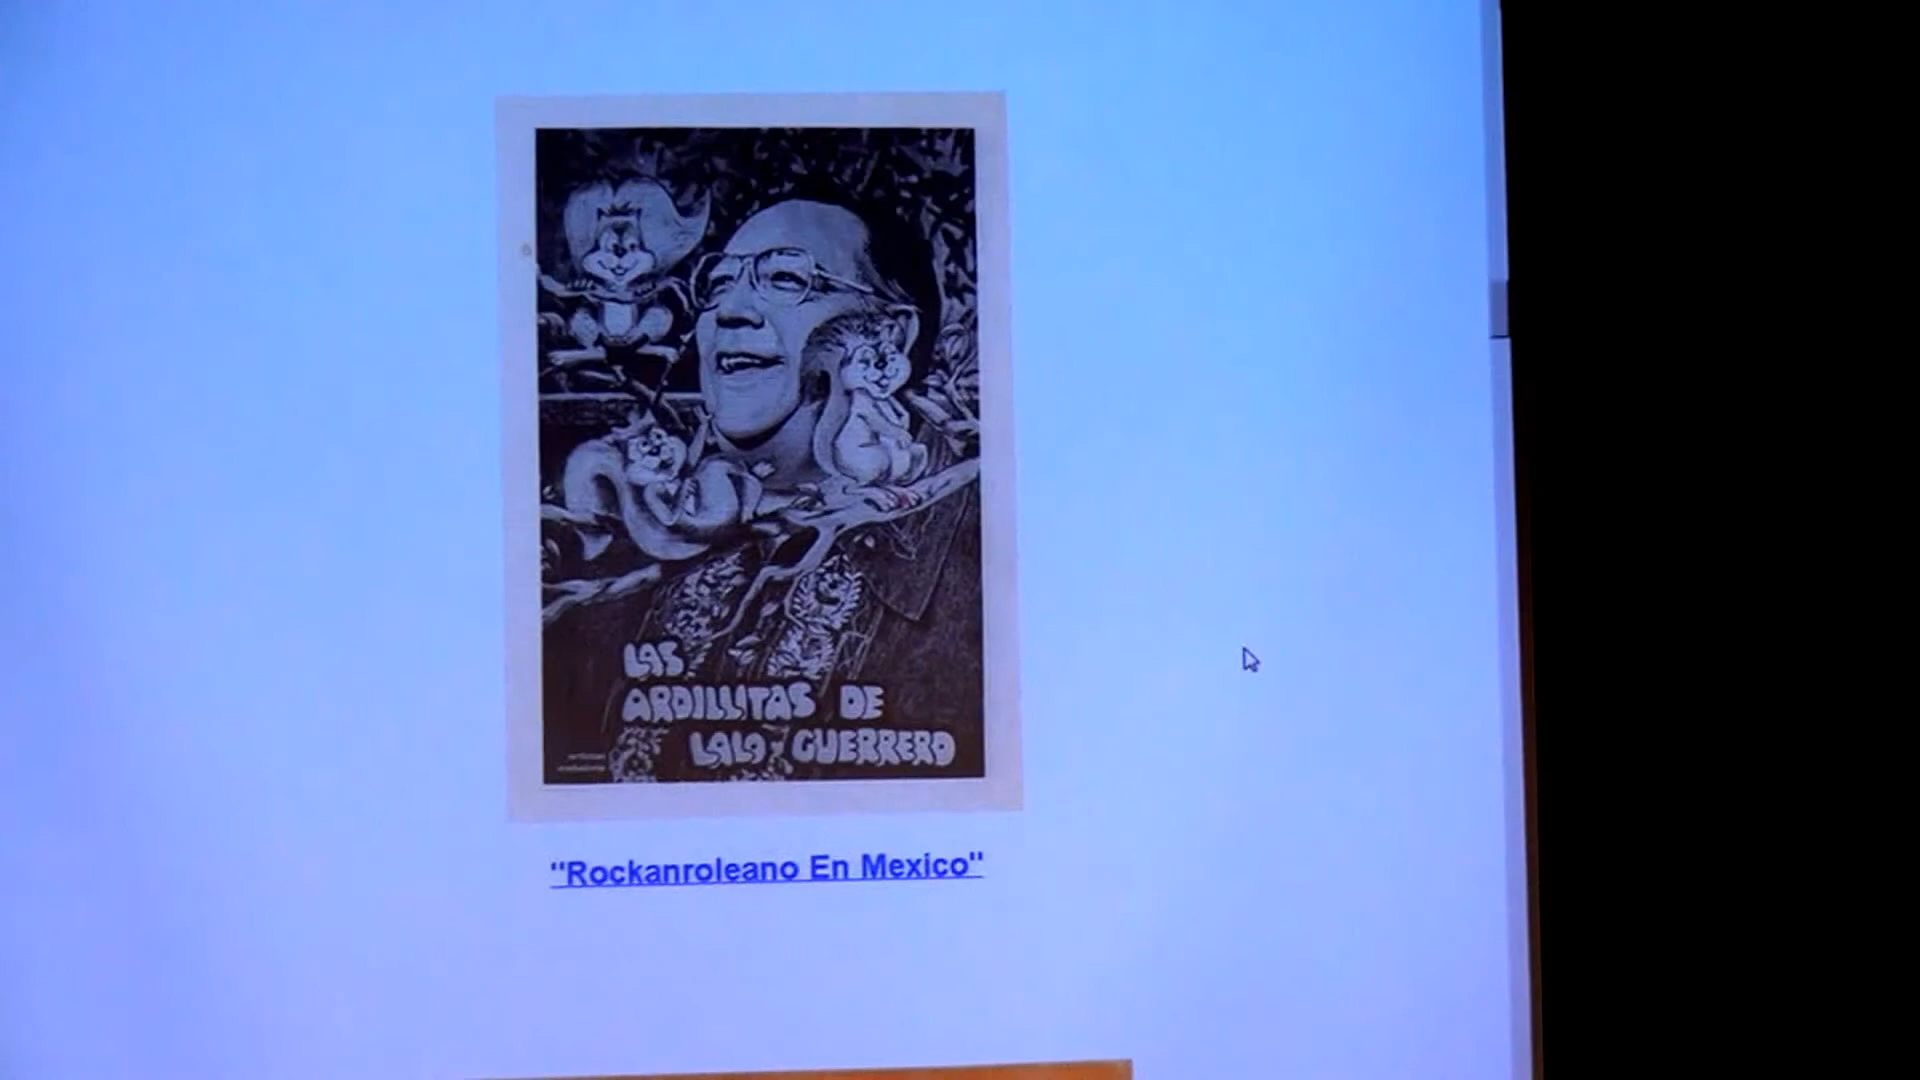 LAS
ARDILLITAS DE
LALO GUERRERO
"Rockanroleano En Mexico"